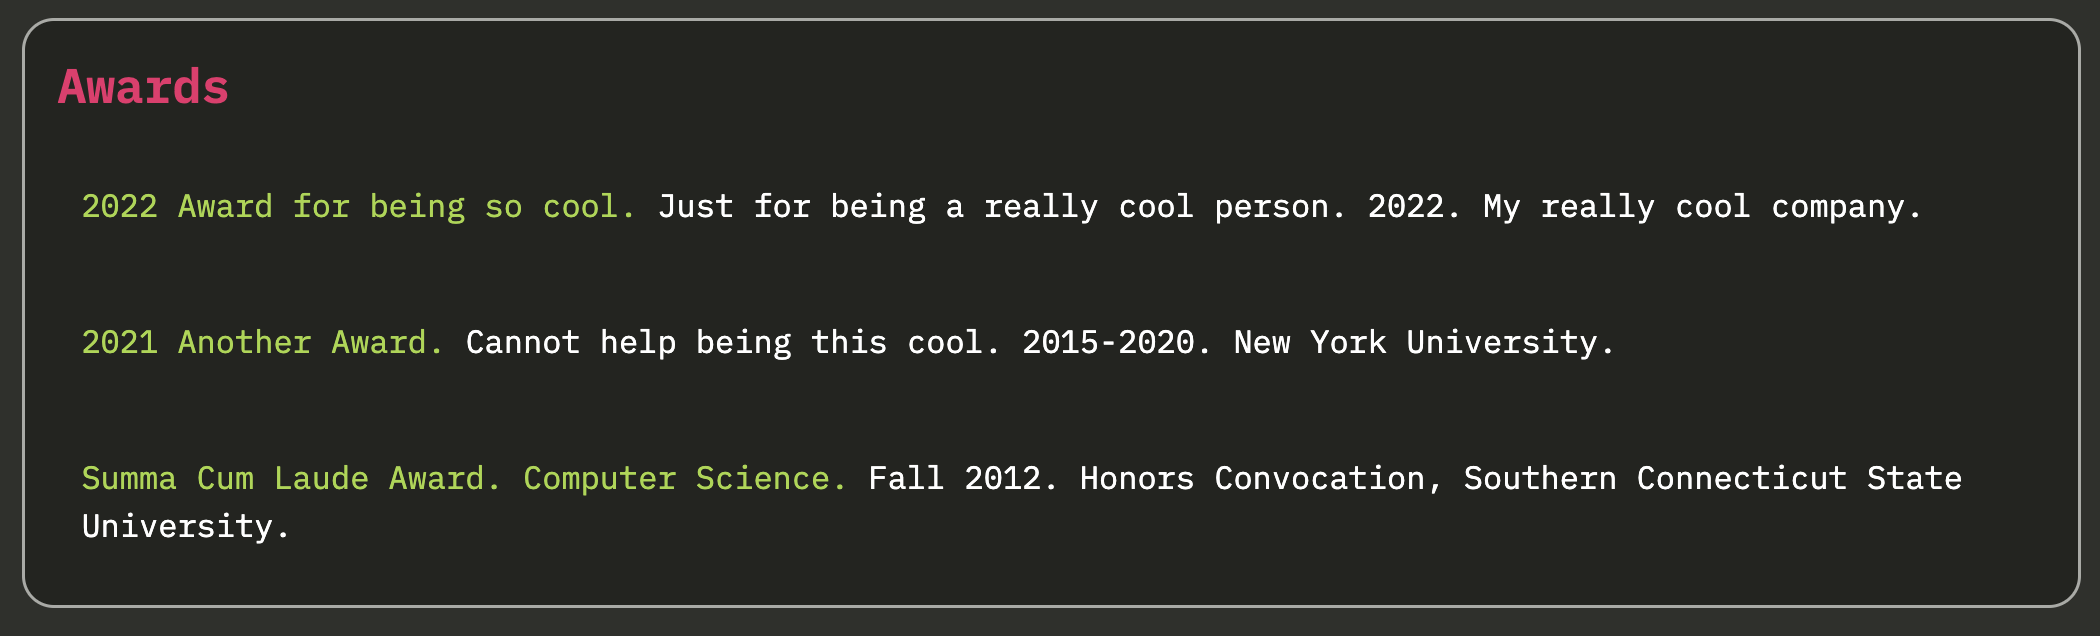 Awards
2022 Award for being so cool. Just for being a really cool person. 2022. My really cool company.
2021 Another Award. Cannot help being this cool. 2015-2020. New York University.
Summa Cum Laude Award. Computer Science. Fall 2012. Honors Convocation, Southern Connecticut State
University.